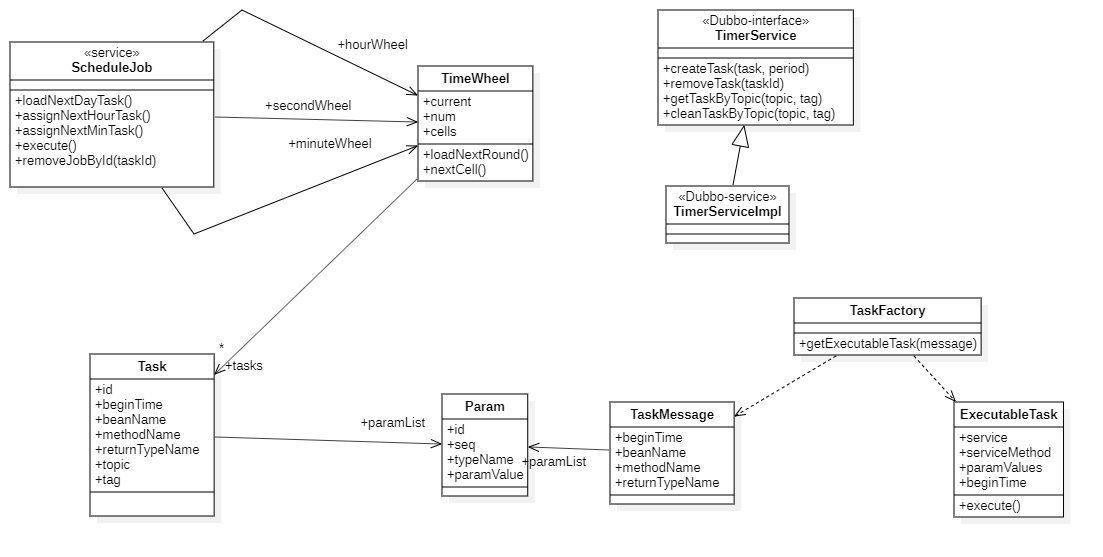 «service»
ScheduleJob
+loadNextDayTask()
+assignNextHourTask()
+assignNextMinTask()
+execute()
+removeJobById(taskId)
+hourWheel
+secondWheel
+minuteWheel
TimeWheel
+current
+num
+cells
+loadNextRound()
+nextCell()
«Dubbo-interface»
TimerService
+createTask(task, period)
+removeTask(taskId)
+getTaskByTopic(topic, tag)
+cleanTaskByTopic(topic, tag)
«Dubbo-service»
TimerServiceImpl
TaskFactory
+getExecutableTask(message)
*
+tasks
Task
+id
+beginTime
+beanName
+methodName
+returnTypeName
+topic
+tag
+paramList
Param
+id
+seq
+typeName
+paramValue
+paramList
TaskMessage
+beginTime
+beanName
+methodName
+returnTypeName
ExecutableTask
+service
+serviceMethod
+paramValues
+beginTime
+execute()